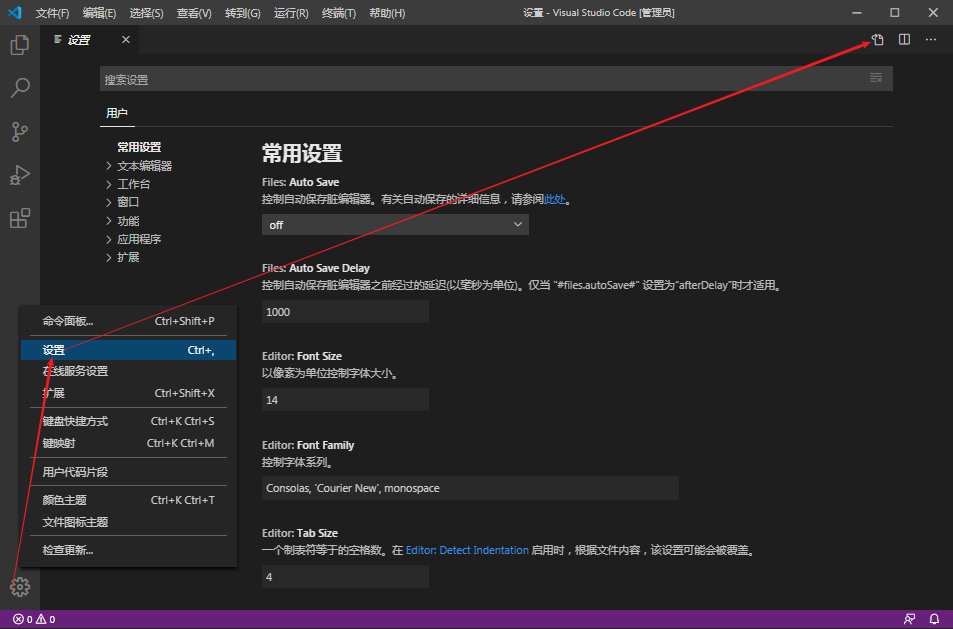 文件(F) 编辑(E) 选择(S) 查看(V) 转到(G) 运行(R) 终端(T) 帮助(H) 设置 - Visual Studio Code [管理员]
设置
搜索设置
用户
常用设置
文本编辑器
工作台
窗口
功能
应用程序
扩展
常用设置
Files: Auto Save
控制自动保存脏编辑器。有关自动保存的详细信息，请参阅此处。
off
Files: Auto Save Delay
控制自动保存脏编辑器之前经过的延迟(以毫秒为单位)。仅当 "#files.autoSave#" 设置为"afterDelay"时才适用。
1000
Editor: Font Size
以像素为单位控制字体大小。
14
Editor: Font Family
控制字体系列。
Consolas, 'Courier New', monospace
Editor: Tab Size
一个制表符等于的空格数。在 Editor: Detect Indentation 启用时，根据文件内容，该设置可能会被覆盖。
4
命令面板... Ctrl+Shift+P
设置 Ctrl+,
在线服务设置
扩展 Ctrl+Shift+X
键盘快捷方式 Ctrl+K Ctrl+S
键映射 Ctrl+K Ctrl+M
用户代码片段
颜色主题 Ctrl+K Ctrl+T
文件图标主题
检查更新...
0 0